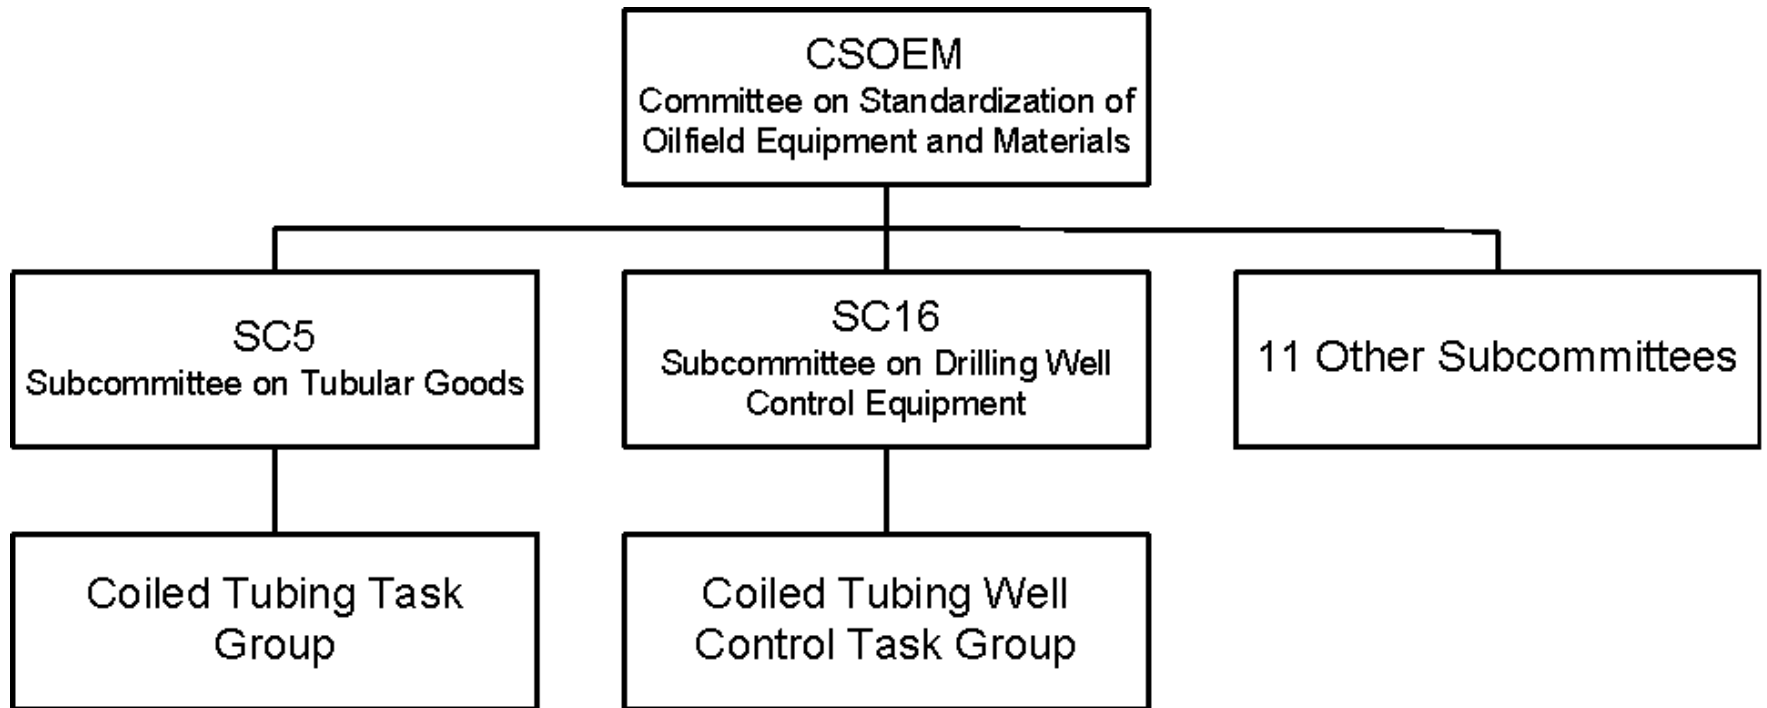 CSOEM
Committee on Standardization of
Oilfield Equipment and Materials
SC5
Subcommittee on Tubular Goods
SC16
Subcommittee on Drilling Well
Control Equipment
11 Other Subcommittees
Coiled Tubing Task
Group
Coiled Tubing Well
Control Task Group